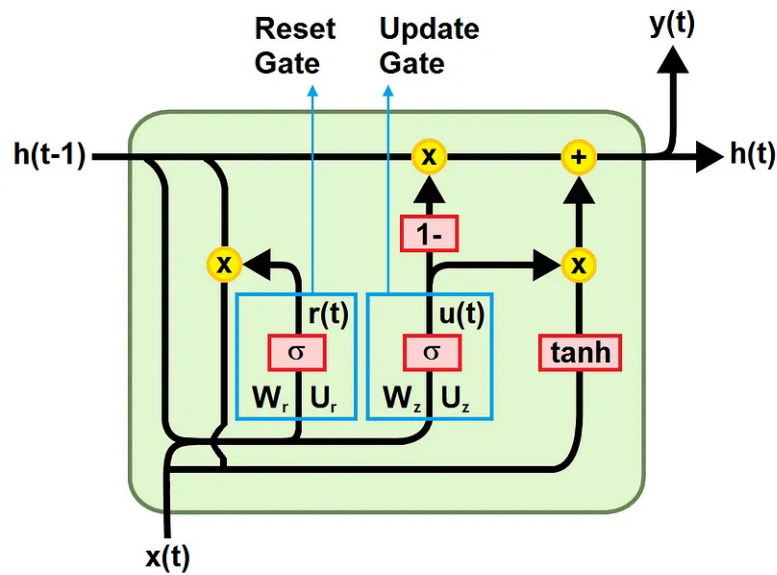 Reset
Gate
Update
Gate
y(t)
h(t-1)
x
+
h(t)
1-
x
x
r(t)
u(t)
σ
σ
tanh
Wr Ur
Wz Uz
x(t)